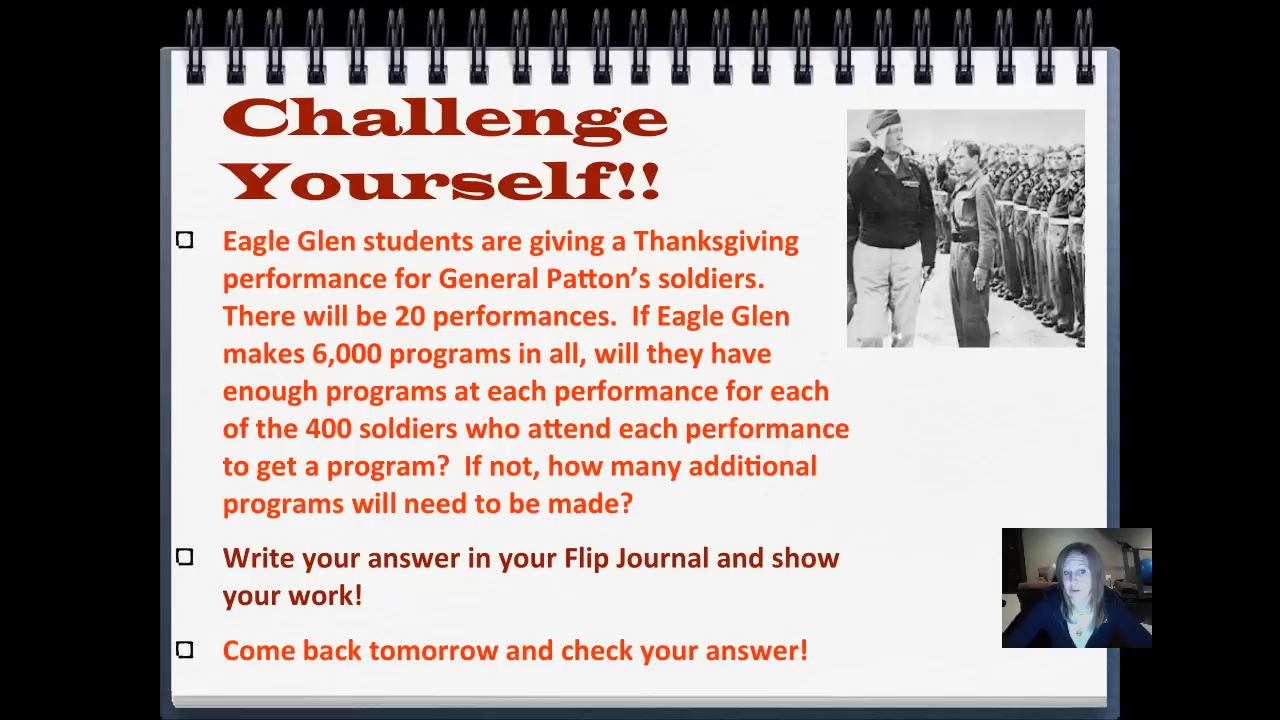 Challenge
Yourself!!
Eagle Glen students are giving a Thanksgiving
performance for General Patton’s soldiers.
There will be 20 performances.  If Eagle Glen
makes 6,000 programs in all, will they have
enough programs at each performance for each
of the 400 soldiers who attend each performance
to get a program?  If not, how many additional
programs will need to be made?
Write your answer in your Flip Journal and show
your work!
Come back tomorrow and check your answer!